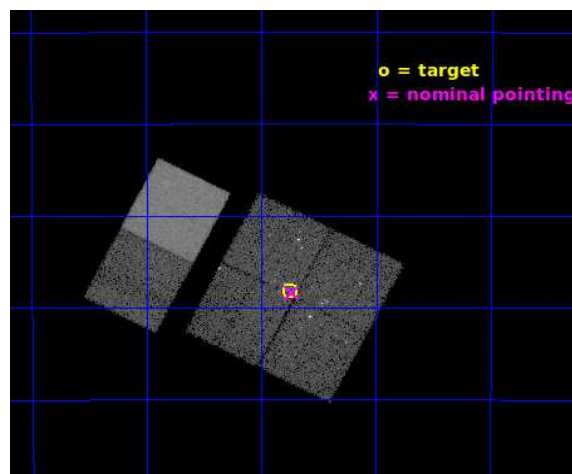 o = target
x = nominal pointing